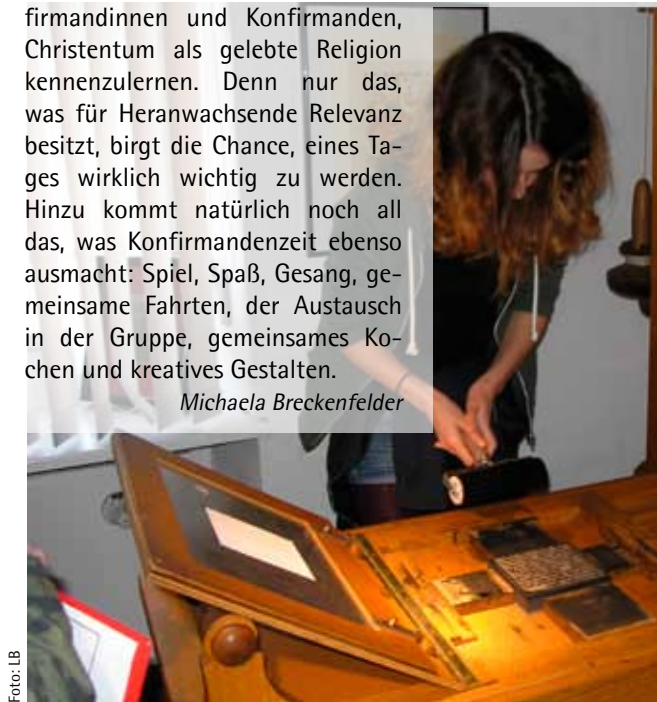 firmandinnen und Konfirmanden,
Christentum als gelebte Religion
kennenzulernen. Denn nur das,
was für Heranwachsende Relevanz
besitzt, birgt die Chance, eines Ta-
ges wirklich wichtig zu werden.
Hinzu kommt natürlich noch all
das, was Konfirmandenzeit ebenso
ausmacht: Spiel, Spaß, Gesang, ge-
meinsame Fahrten, der Austausch
in der Gruppe, gemeinsames Ko-
chen und kreatives Gestalten.
Michaela Breckenfelder
Foto: LB